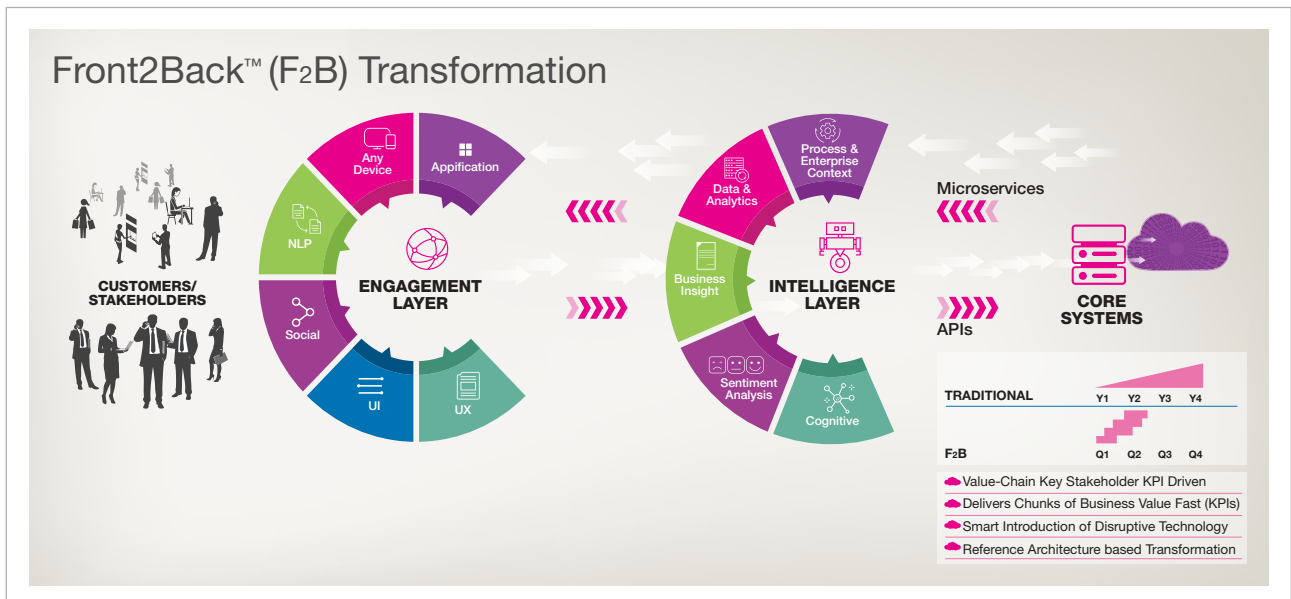 Front2Back™ (F2B) Transformation
CUSTOMERS/
STAKEHOLDERS
Any
Device
Appification
NLP
Social
UI
UX
ENGAGEMENT
LAYER
Process &
Enterprise
Context
Data &
Analytics
Business
Insight
Sentiment
Analysis
Cognitive
INTELLIGENCE
LAYER
Microservices
APIs
CORE
SYSTEMS
TRADITIONAL Y1 Y2 Y3 Y4
F2B Q1 Q2 Q3 Q4
Value-Chain Key Stakeholder KPI Driven
Delivers Chunks of Business Value Fast (KPIs)
Smart Introduction of Disruptive Technology
Reference Architecture based Transformation